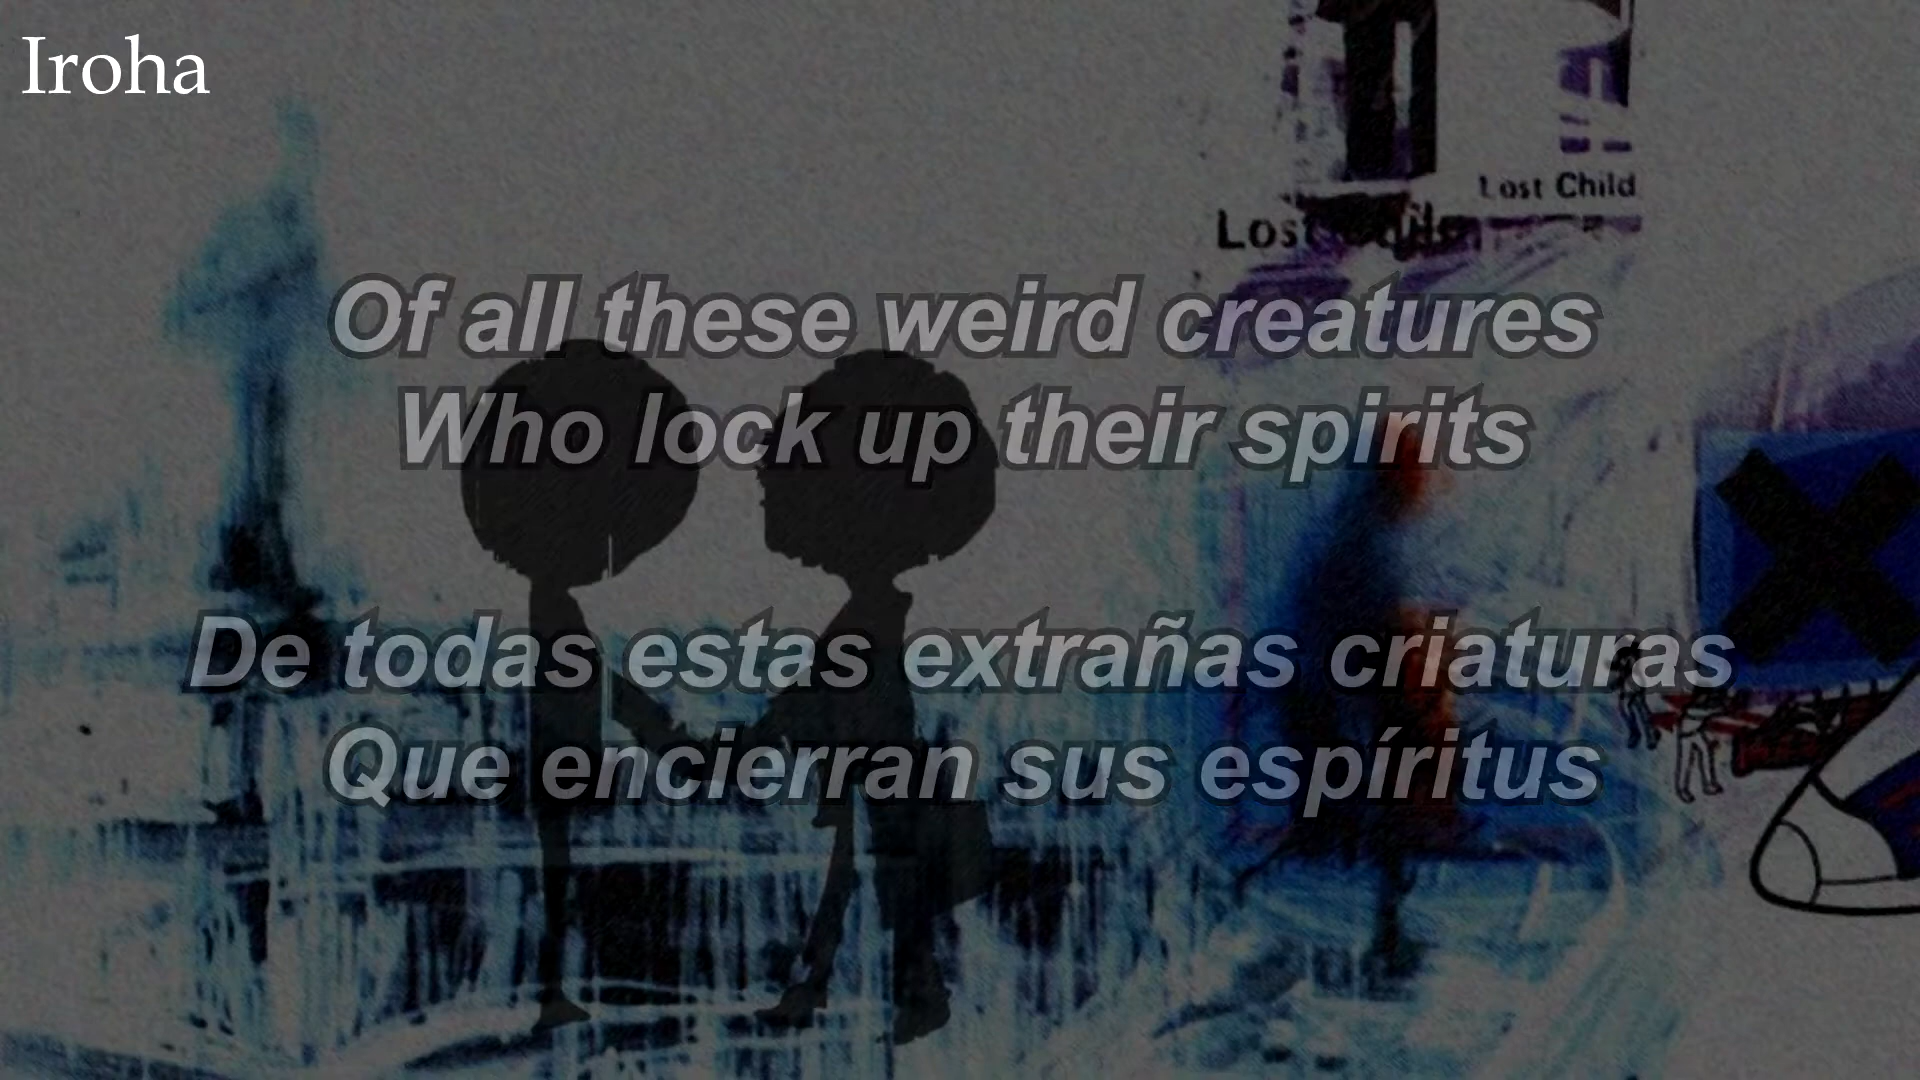 Iroha
Lost Child
Lost
Of all these weird creatures
Who lock up their spirits
De todas estas extrañas criaturas
Que encierran sus espíritus